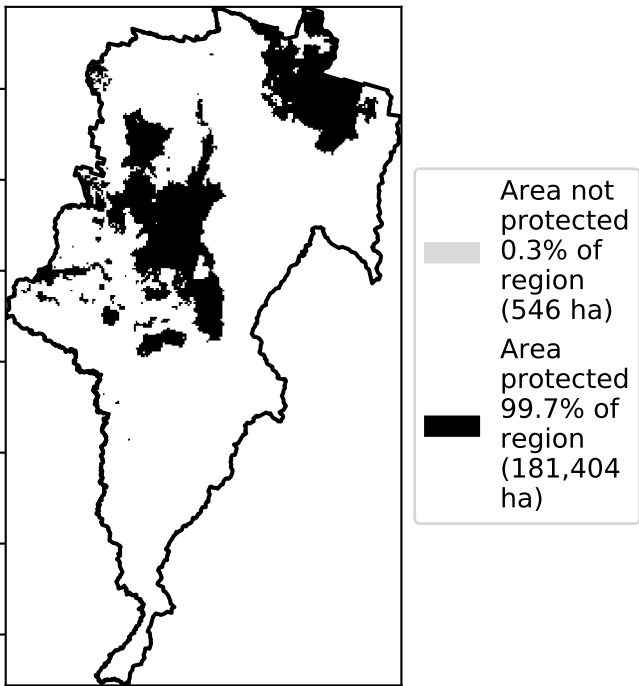 Area not
protected
0.3% of
region
(546 ha)
Area
protected
99.7% of
region
(181,404
ha)